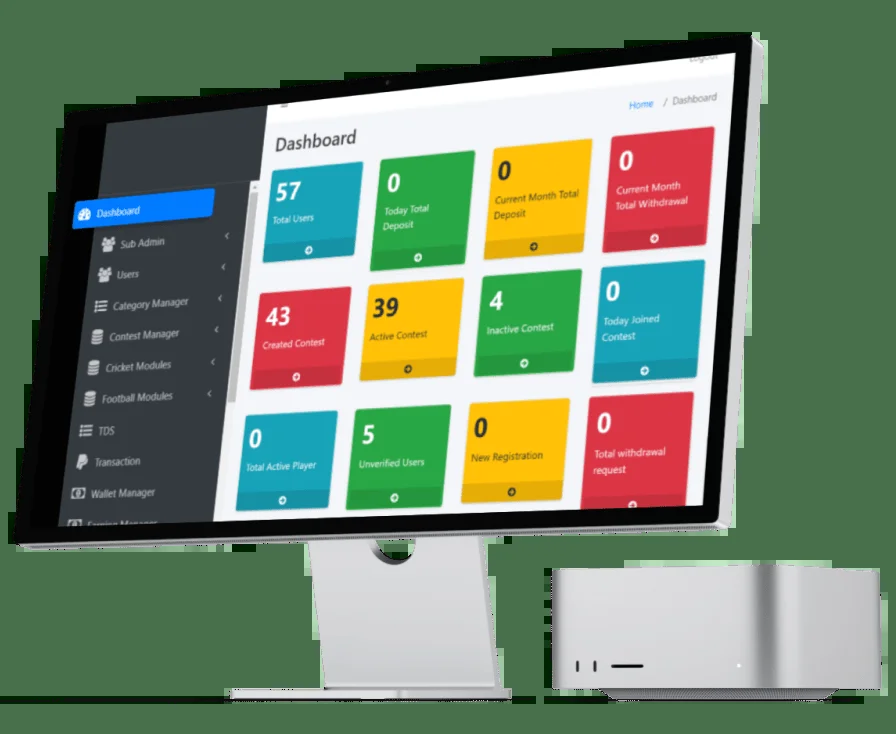 Logout
Home / Dashboard
Dashboard
Dashboard
Sub Admin
Users
Category Manager
Contest Manager
Cricket Modules
Football Modules
TDS
Transaction
Wallet Manager
57
Total Users
0
Today Total
Deposit
0
Current Month Total
Deposit
0
Current Month
Total Withdrawal
43
Created Contest
39
Active Contest
4
Inactive Contest
0
Today Joined
Contest
0
Total Active Player
5
Unverified Users
0
New Registration
0
Total withdrawal
request